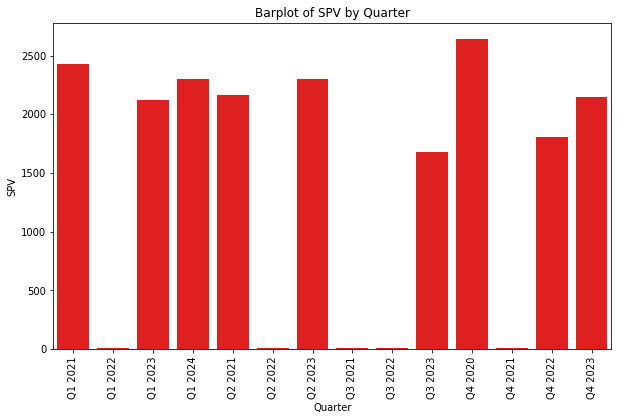 Barplot of SPV by Quarter
2500
2000
1500
1000
500
0
SPV
Q1 2021
Q1 2022
Q1 2023
Q1 2024
Q2 2021
Q2 2022
Q2 2023
Q3 2021
Q3 2022
Q3 2023
Q4 2020
Q4 2021
Q4 2022
Q4 2023
Quarter